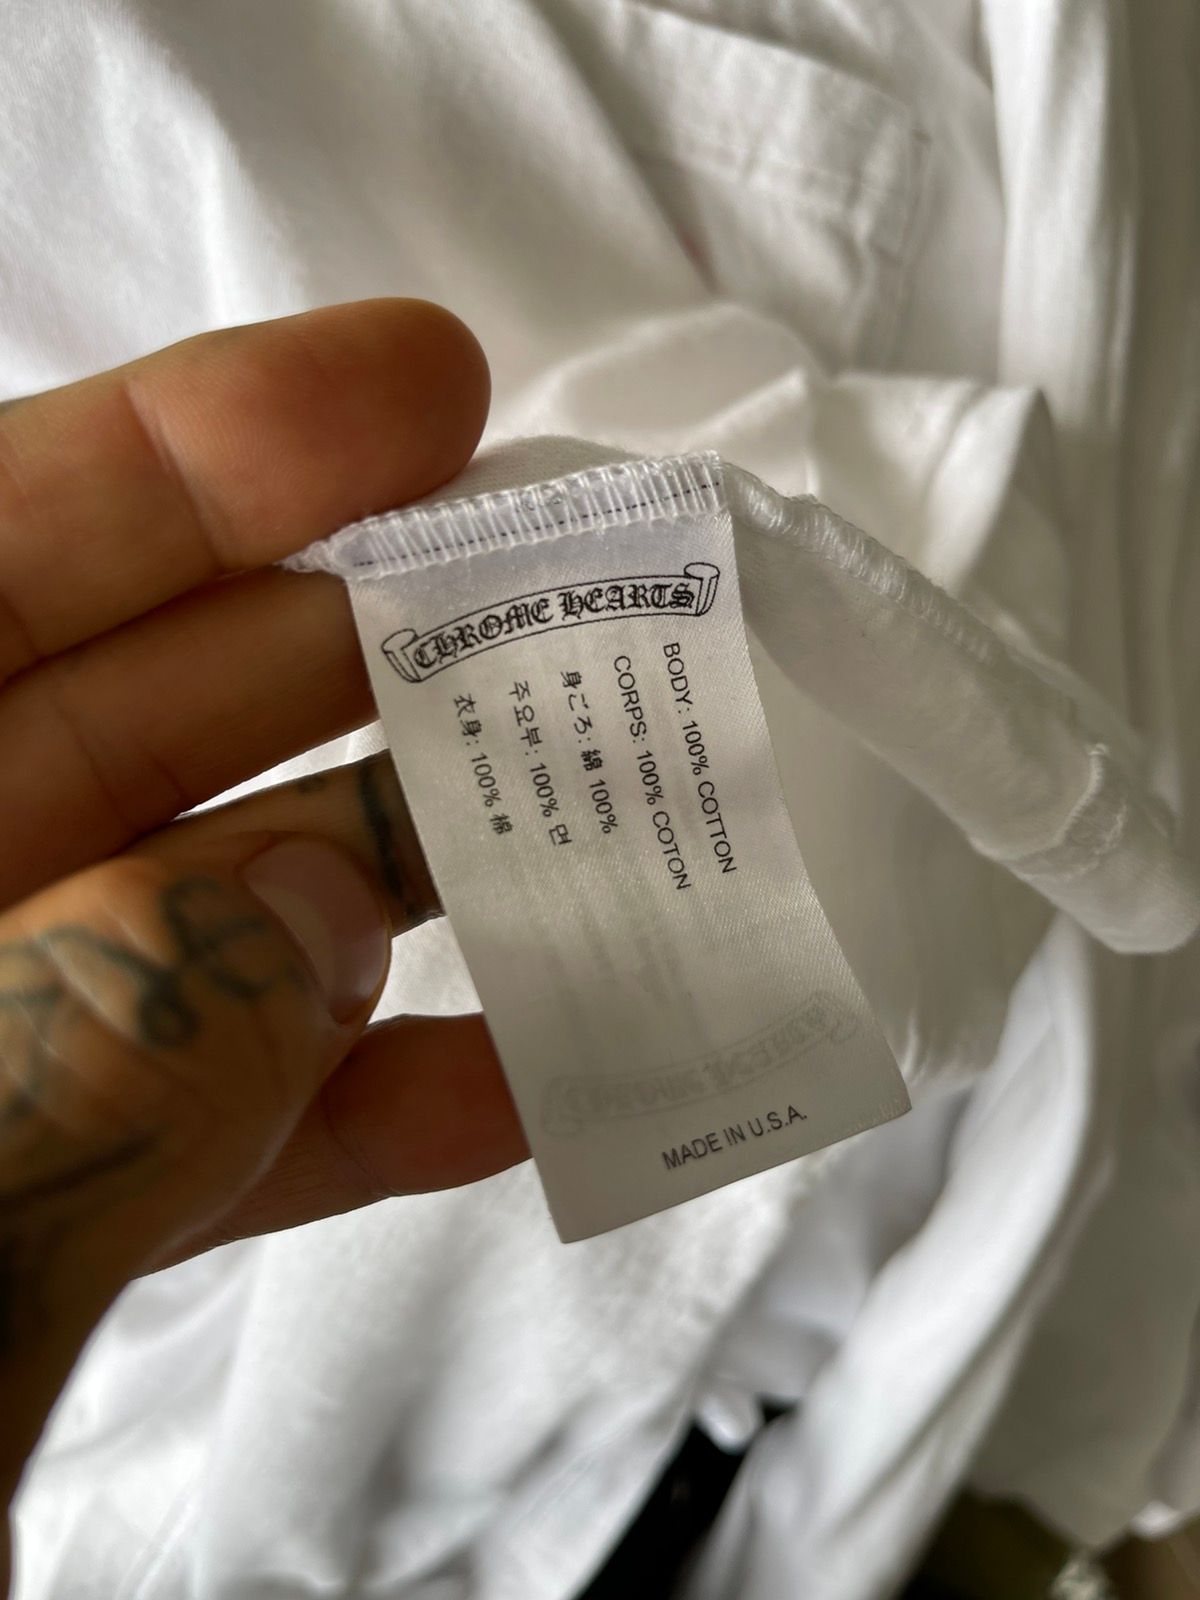 CHROME HEARTS
BODY: 100% COTTON
CORPS: 100% COTON
身ごろ: 綿 100%
주요부: 100% 면
衣身: 100% 棉
MADE IN U.S.A.